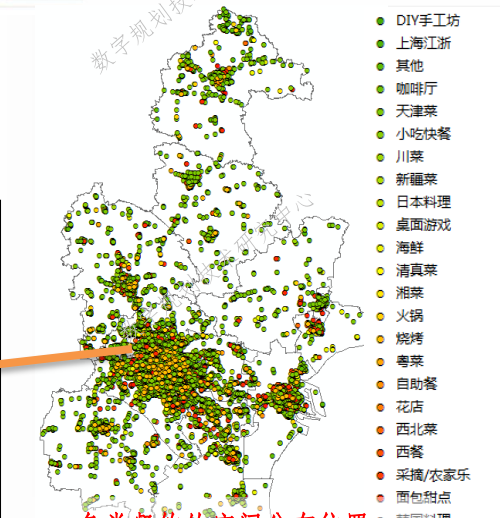 数字规划技
DIY手工坊
上海江浙
其他
咖啡厅
天津菜
小吃快餐
川菜
新疆菜
日本料理
桌面游戏
海鲜
清真菜
湘菜
火锅
烧烤
粤菜
自助餐
花店
西北菜
西餐
采摘/农家乐
面包甜点